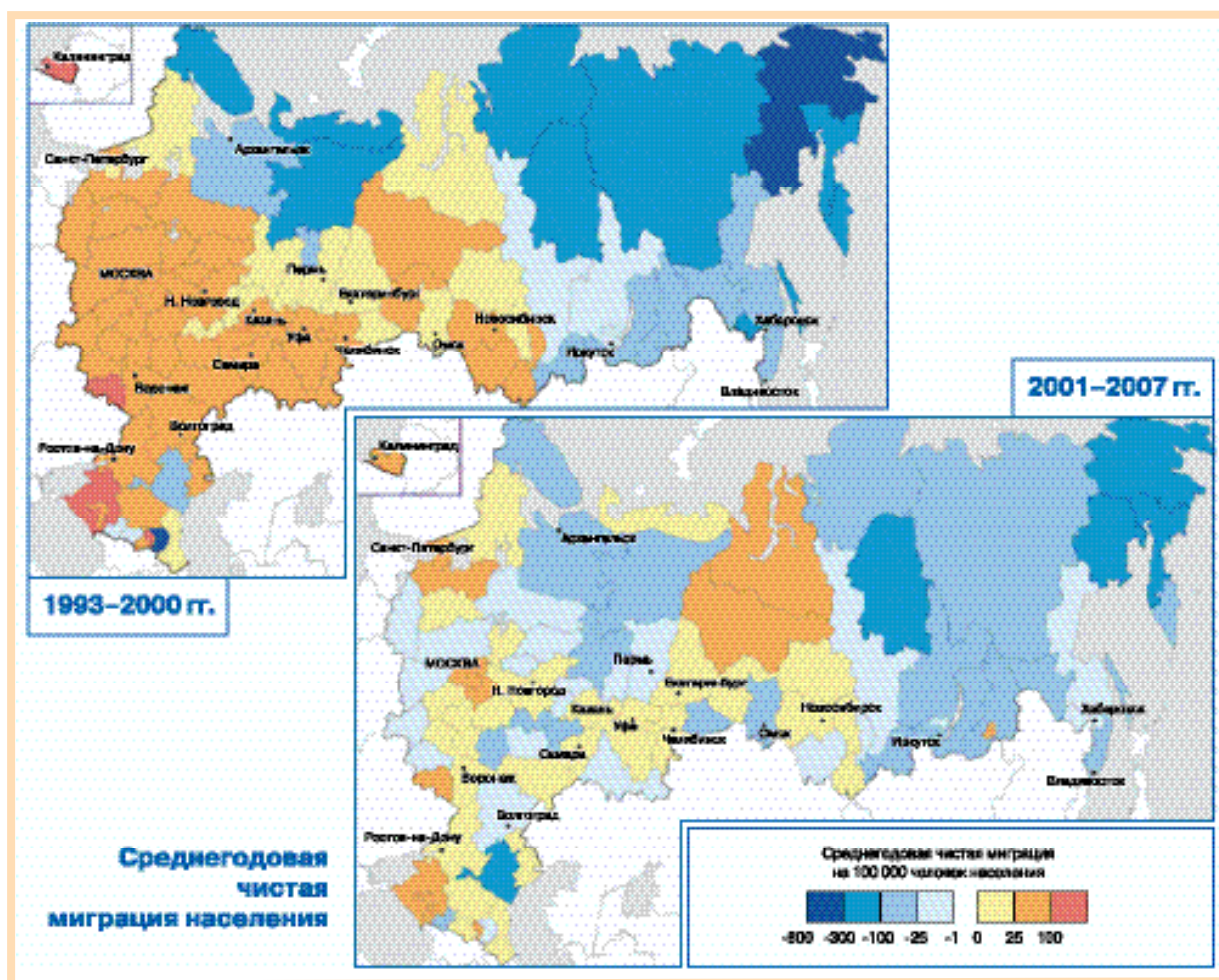 Калининград
Санкт-Петербург
Архангельск
МОСКВА
Н. Новгород
Пермь
Екатеринбург
Казань
Уфа
Челябинск
Омск
Новосибирск
Самара
Воронеж
Волгоград
Ростов-на-Дону
Иркутск
Хабаровск
Владивосток
1993–2000 гг.
2001–2007 гг.
Калининград
Санкт-Петербург
Архангельск
МОСКВА
Н. Новгород
Пермь
Екатеринбург
Казань
Уфа
Челябинск
Омск
Новосибирск
Самара
Воронеж
Волгоград
Ростов-на-Дону
Иркутск
Хабаровск
Владивосток
Среднегодовая
чистая
миграция населения
Среднегодовая чистая миграция
на 100 000 человек населения
-300 -100 -25 -1 0 25 100